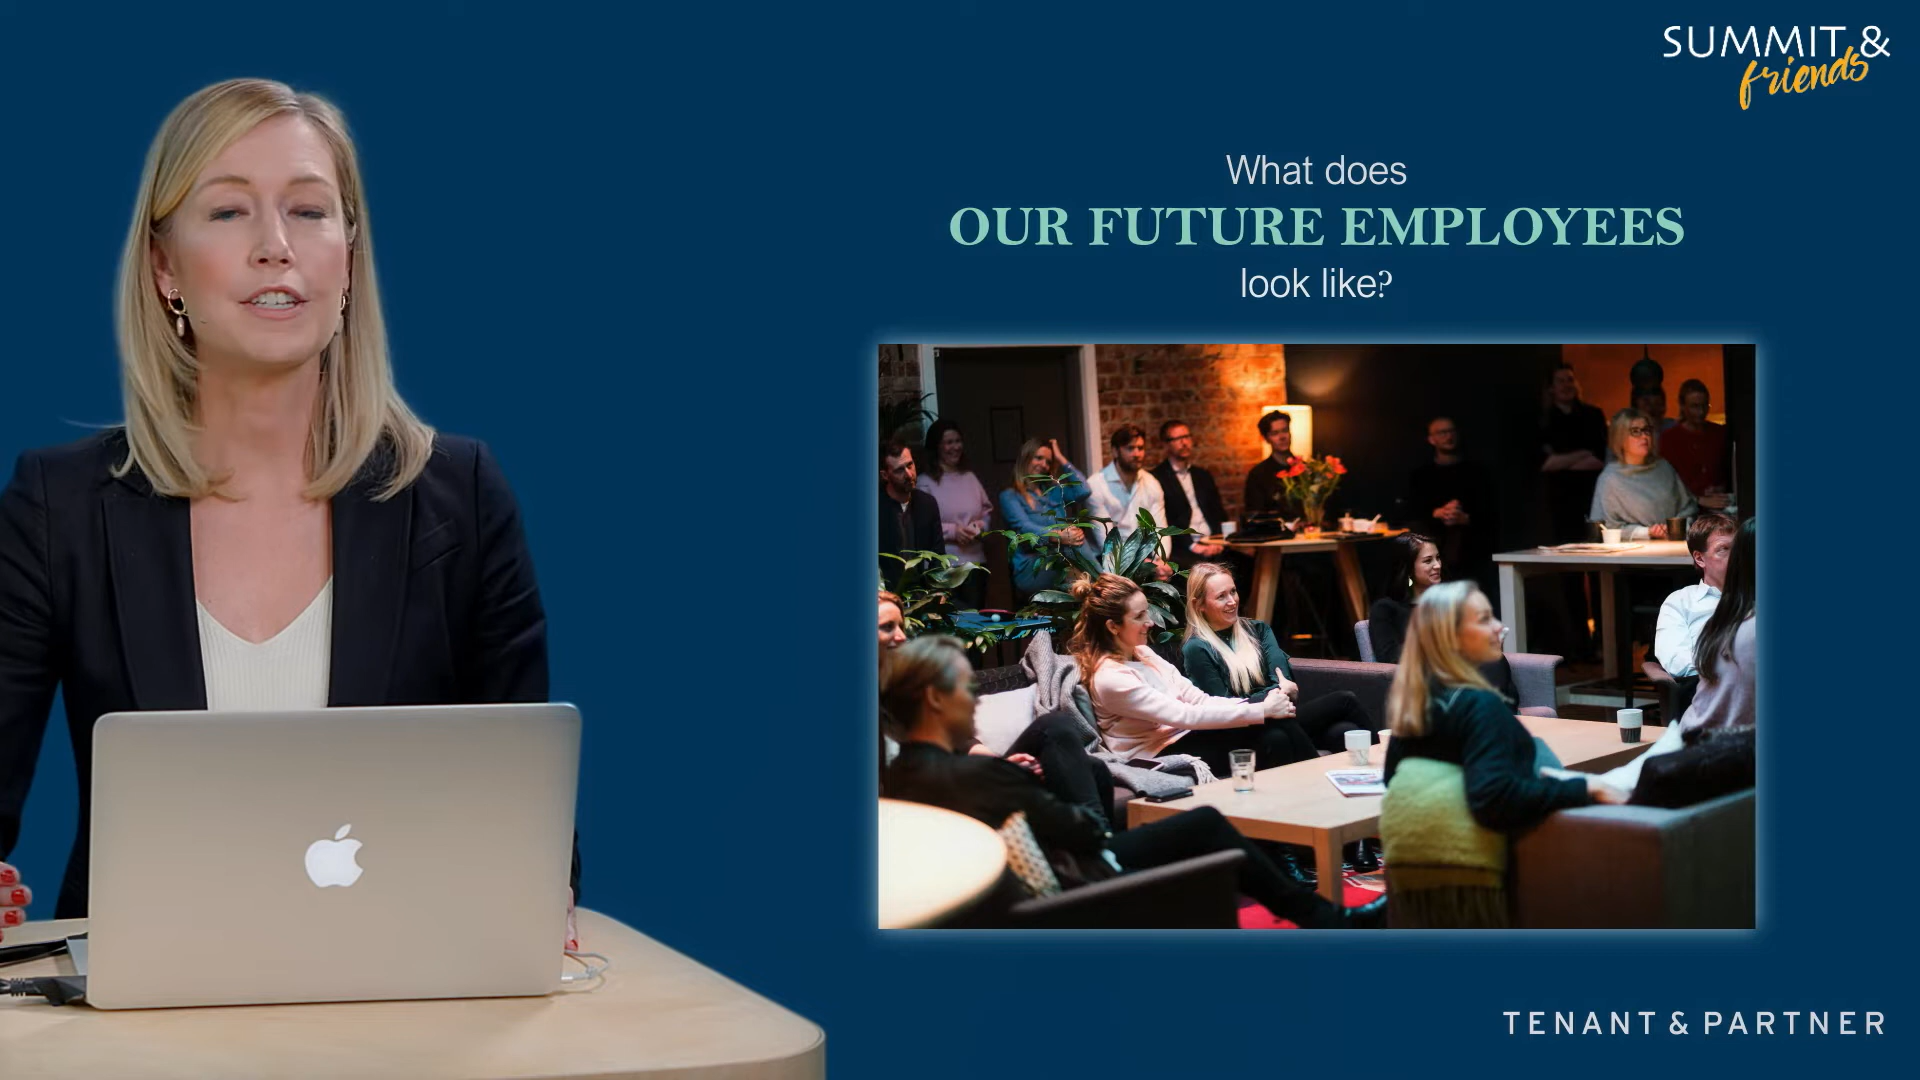 SUMMIT &
friends
What does
OUR FUTURE EMPLOYEES
look like?
TENANT & PARTNER